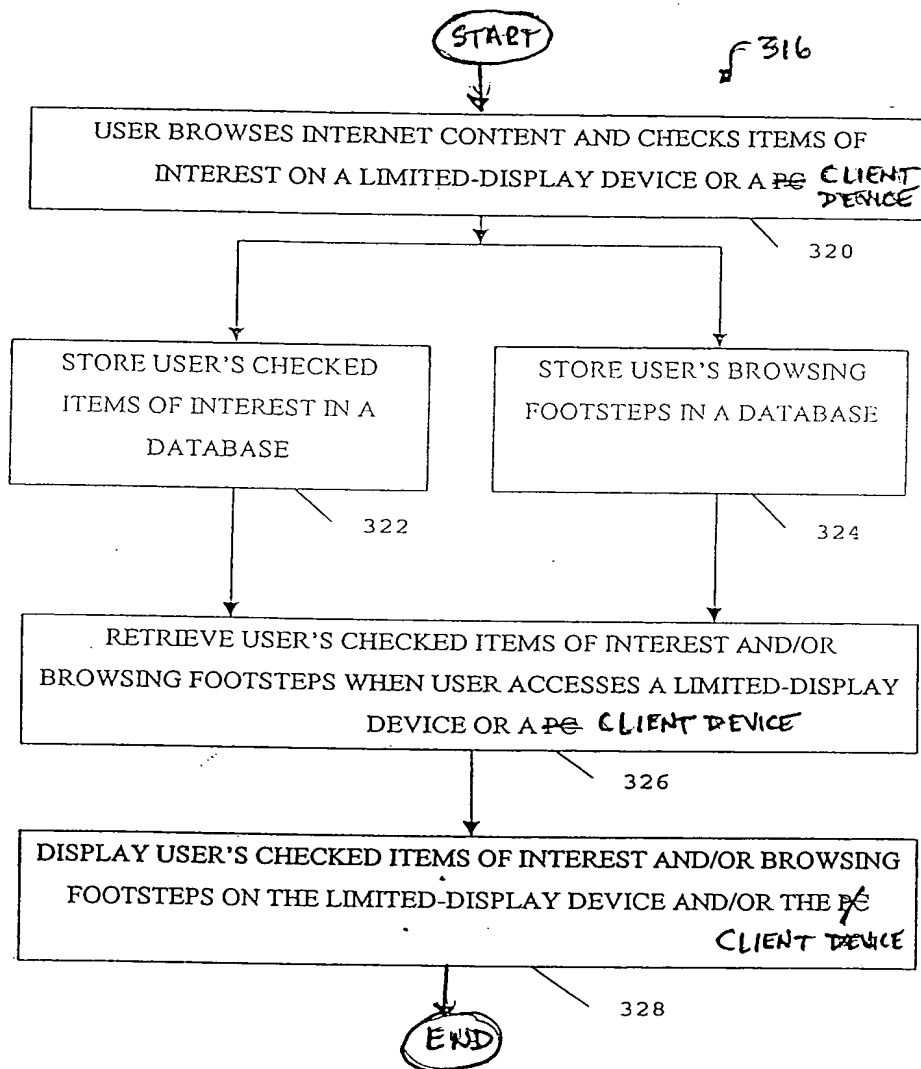 START
316
USER BROWSES INTERNET CONTENT AND CHECKS ITEMS OF
INTEREST ON A LIMITED-DISPLAY DEVICE OR A PC CLIENT
DEVICE
320
STORE USER'S CHECKED
ITEMS OF INTEREST IN A
DATABASE
322
STORE USER'S BROWSING
FOOTSTEPS IN A DATABASE
324
RETRIEVE USER'S CHECKED ITEMS OF INTEREST AND/OR
BROWSING FOOTSTEPS WHEN USER ACCESSES A LIMITED-DISPLAY
DEVICE OR A PC CLIENT DEVICE
326
DISPLAY USER'S CHECKED ITEMS OF INTEREST AND/OR BROWSING
FOOTSTEPS ON THE LIMITED-DISPLAY DEVICE AND/OR THE PC
CLIENT DEVICE
328
END